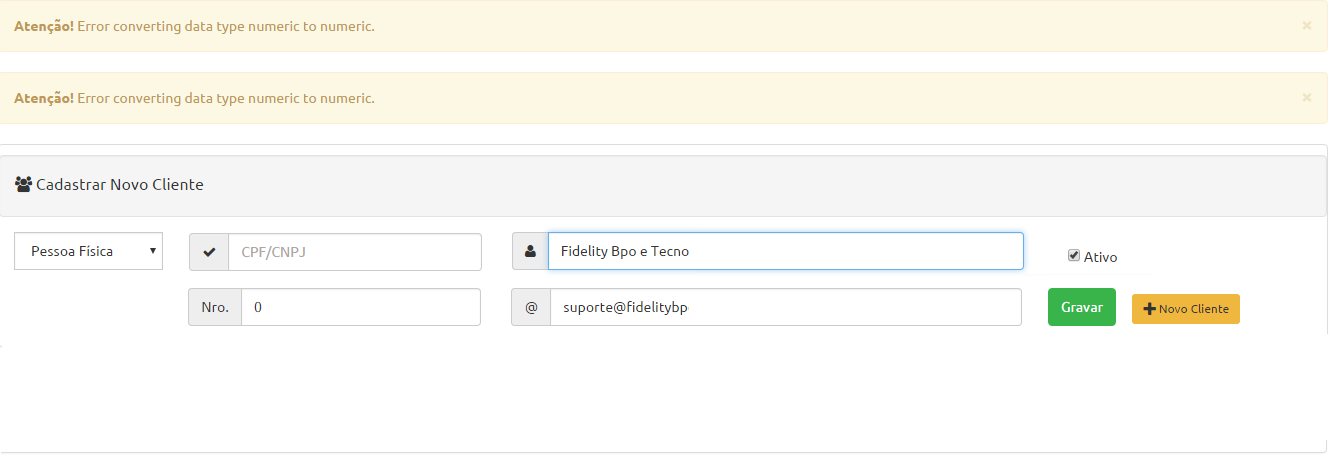 Atenção! Error converting data type numeric to numeric. ×
Atenção! Error converting data type numeric to numeric. ×
Cadastrar Novo Cliente
Pessoa Física CPF/CNPJ Fidelity Bpo e Tecno Ativo
Nro. 0 @ suporte@fidelitybp Gravar Novo Cliente